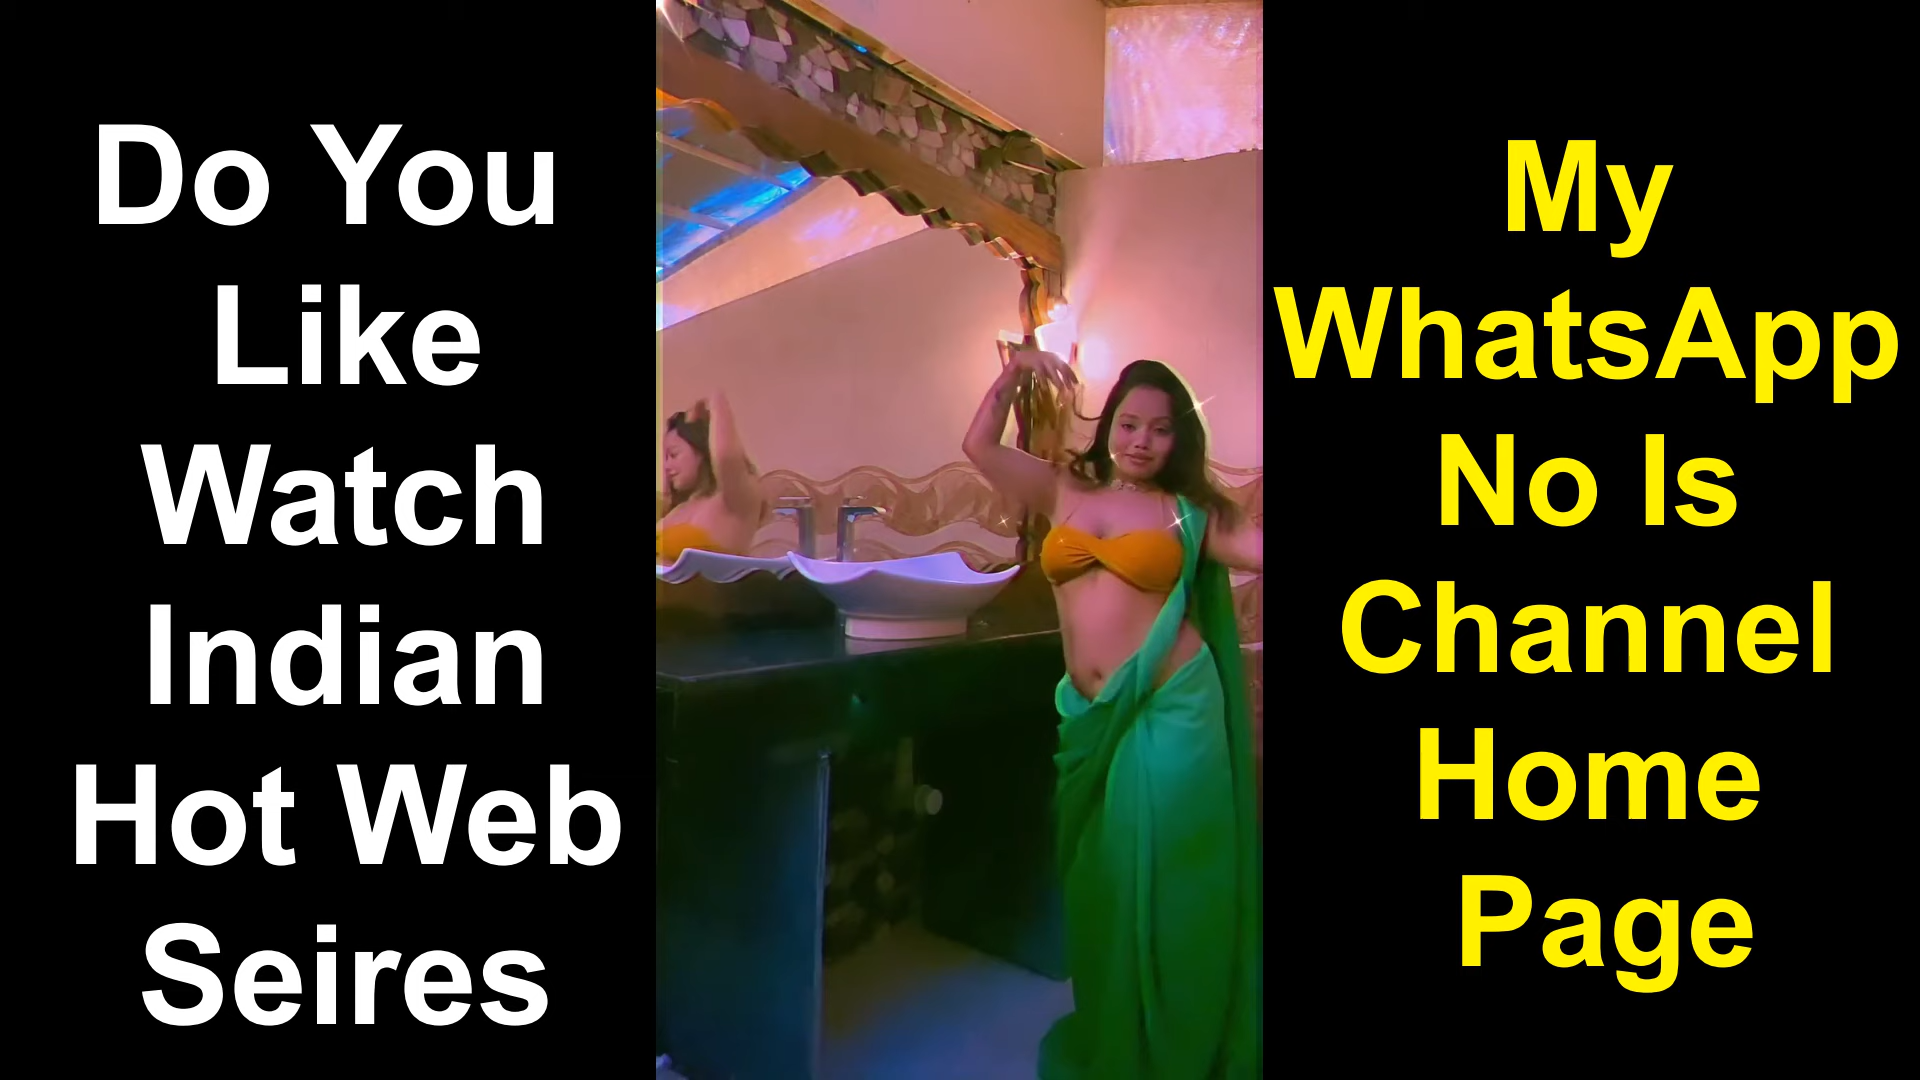 Do You
Like
Watch
Indian
Hot Web
Seires
My
WhatsApp
No Is
Channel
Home
Page